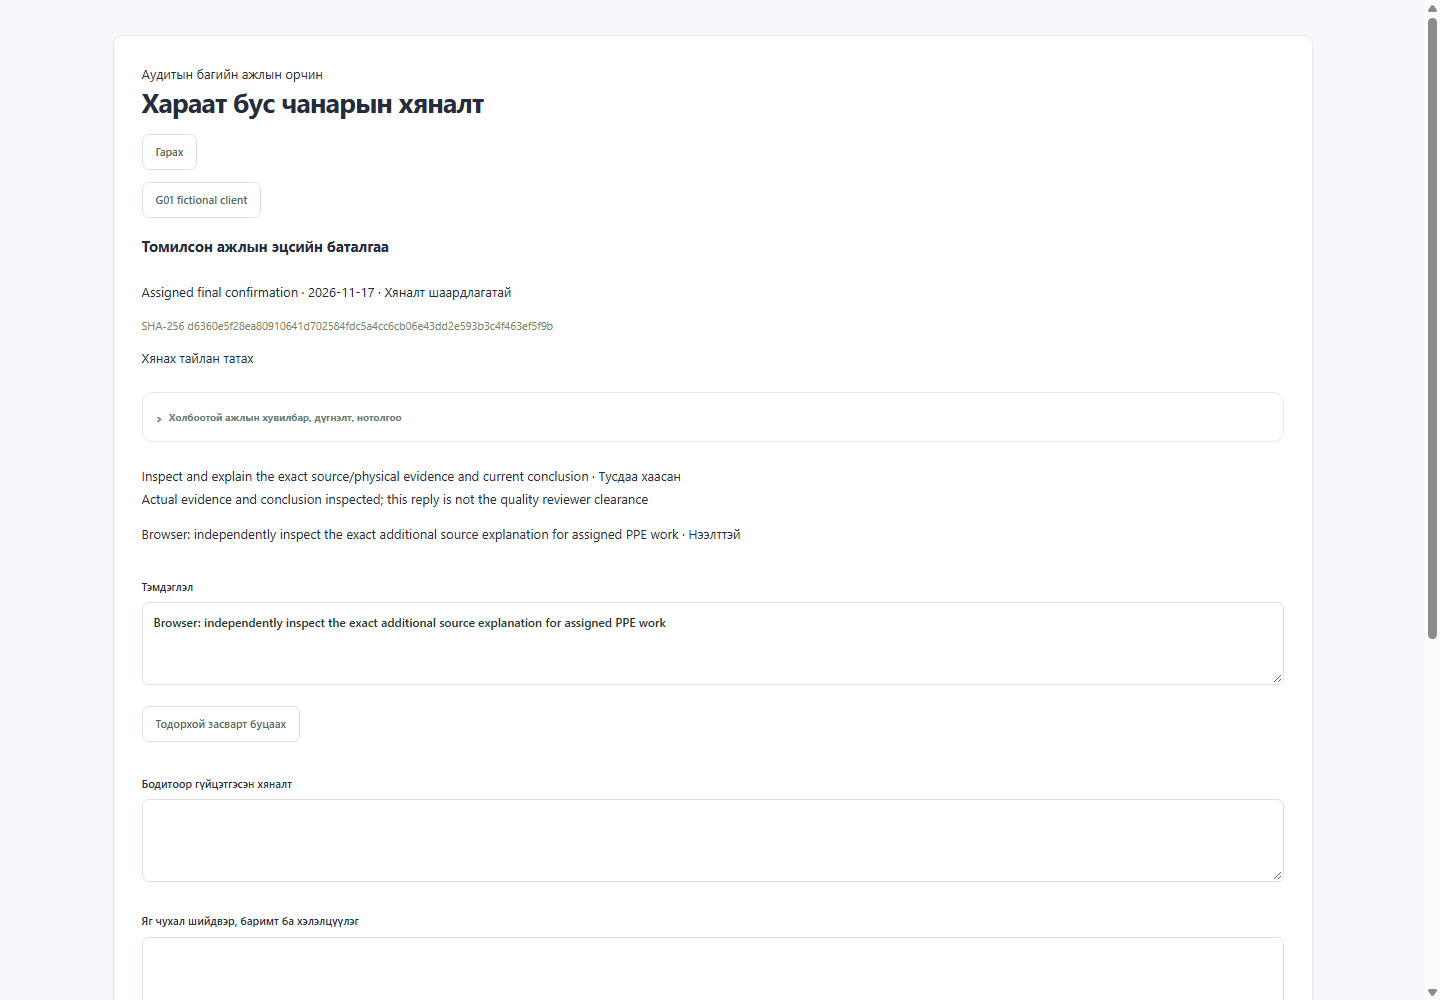 Аудитын багийн ажлын орчин
Хараат бус чанарын хяналт
Гарах
G01 fictional client
Томилсон ажлын эцсийн баталгаа
Assigned final confirmation · 2026-11-17 · Хяналт шаардлагатай
SHA-256 d6360e5f28ea80910641d702584fdc5a4cc6cb06e43dd2e593b3c4f463ef5f9b
Хянах тайлан татах
Холбоотой ажлын хувилбар, дүгнэлт, нотолгоо
Inspect and explain the exact source/physical evidence and current conclusion · Тусдаа хаасан
Actual evidence and conclusion inspected; this reply is not the quality reviewer clearance
Browser: independently inspect the exact additional source explanation for assigned PPE work · Нээлттэй
Тэмдэглэл
Browser: independently inspect the exact additional source explanation for assigned PPE work
Тодорхой засварт буцаах
Бодитоор гүйцэтгэсэн хяналт
Яг чухал шийдвэр, баримт ба хэлэлцүүлэг